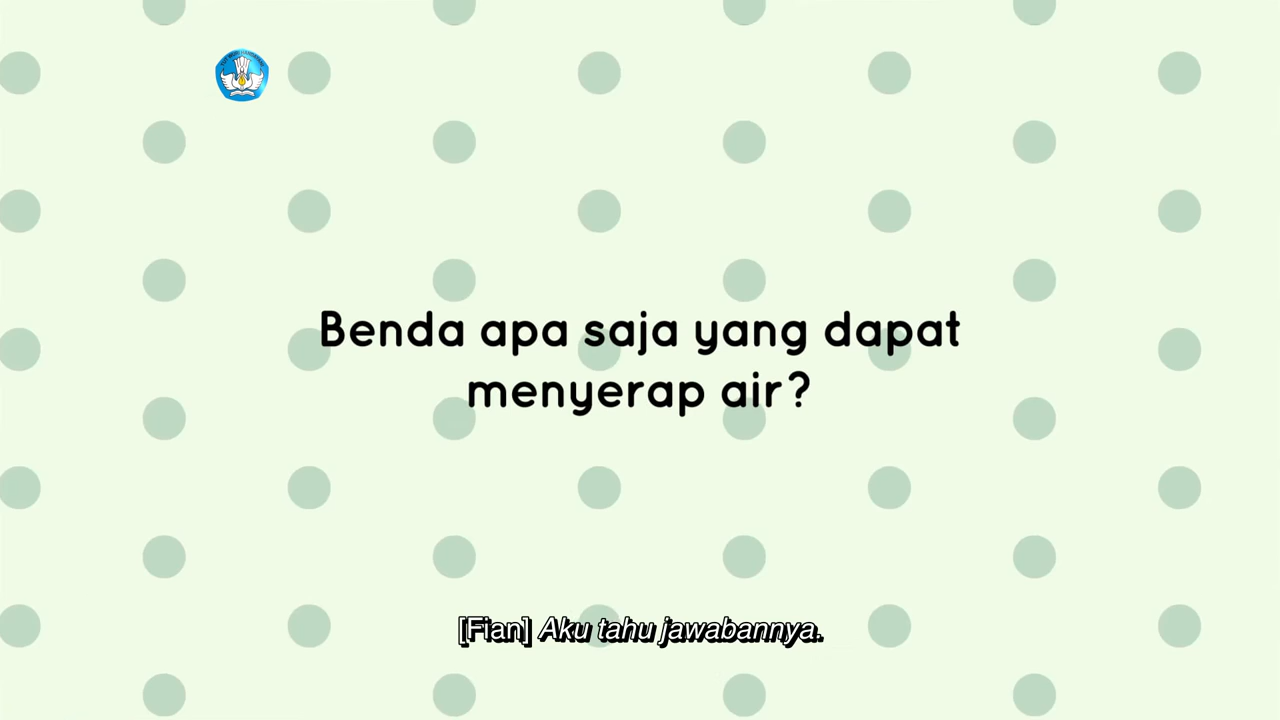 Benda apa saja yang dapat
menyerap air?
[Fian] Aku tahu jawabannya.